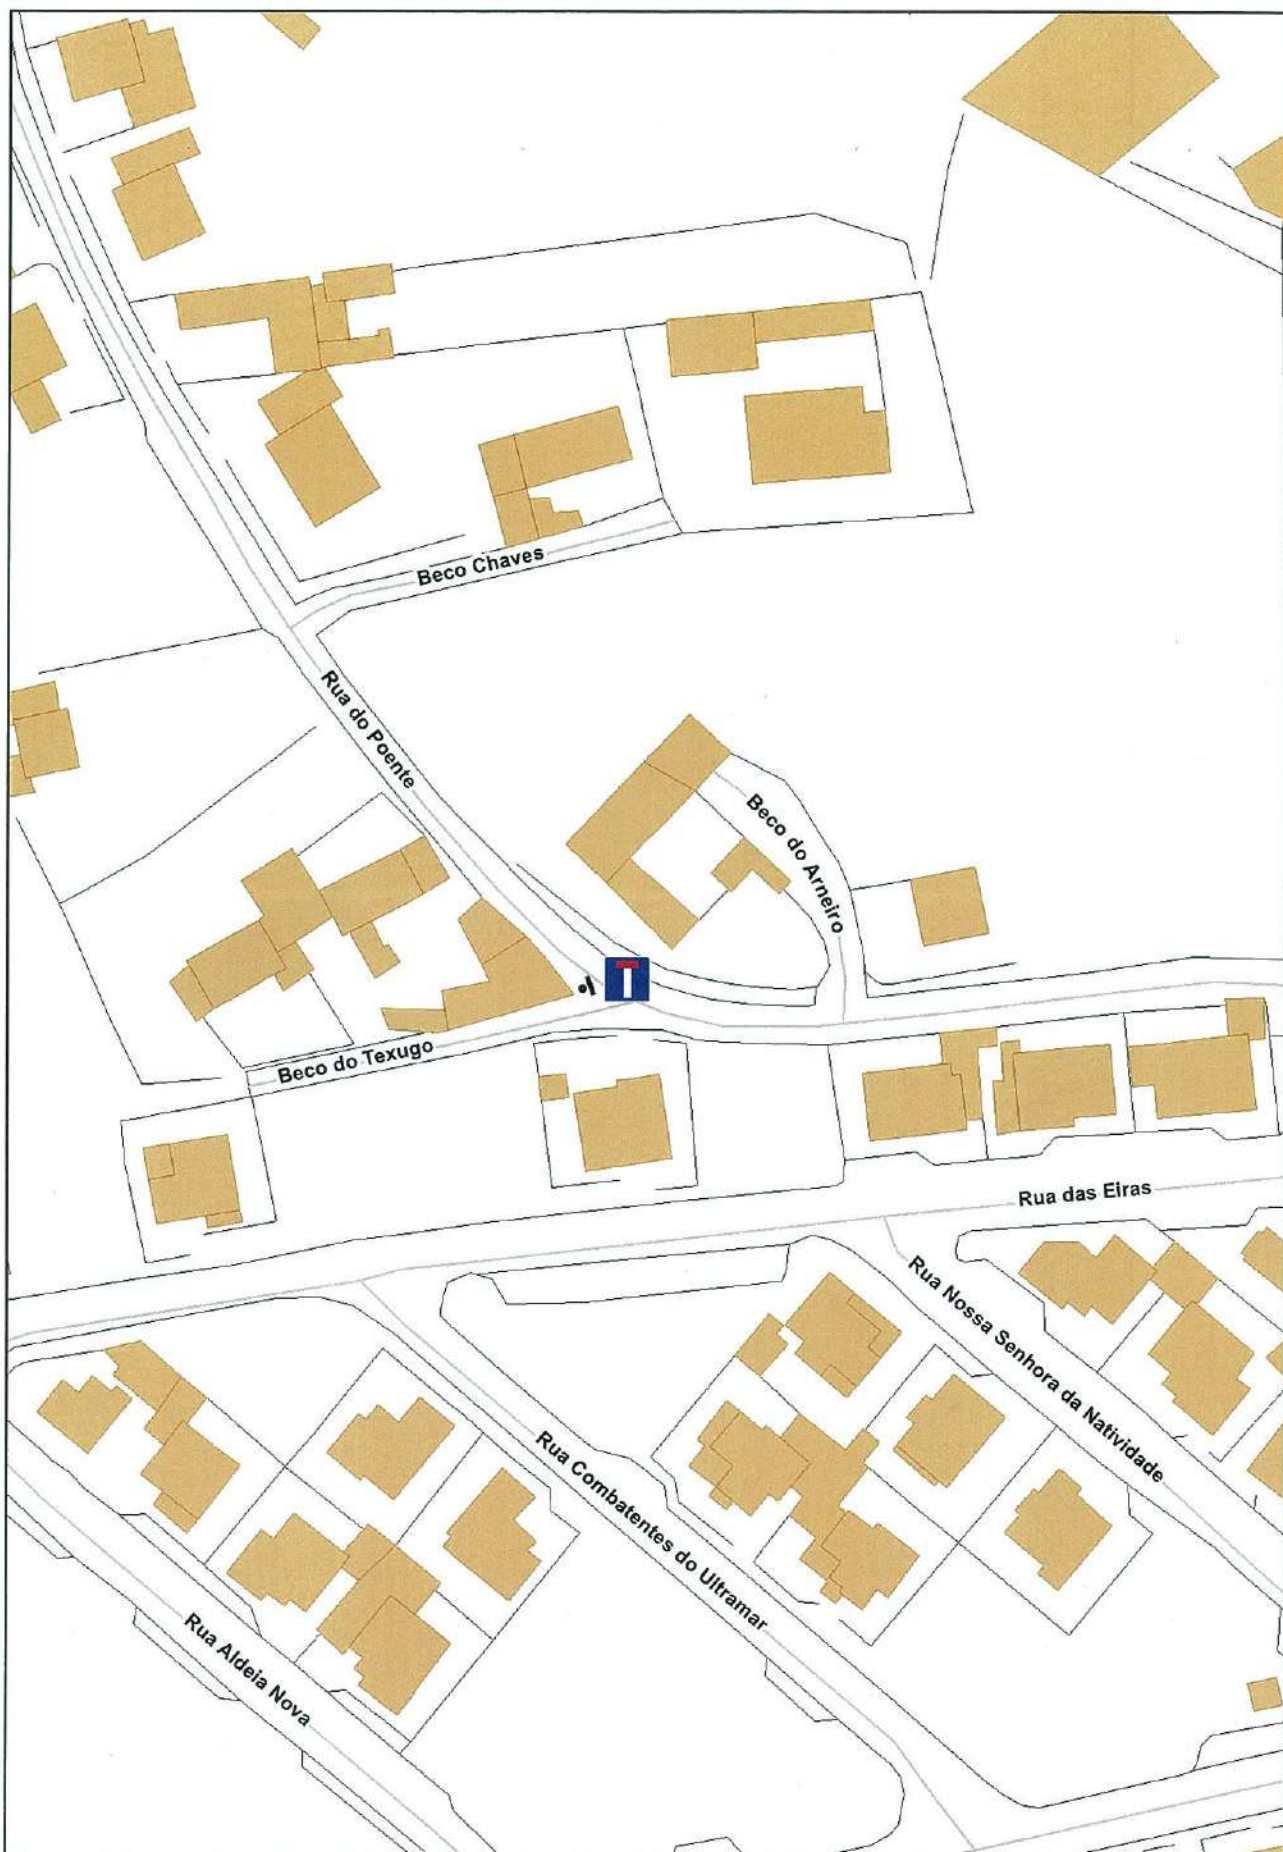 Beco Chaves
Rua do Poente
Beco do Arneiro
Beco do Texugo
Rua das Eiras
Rua Nossa Senhora da Natividade
Rua Combatentes do Ultramar
Rua Aldeia Nova